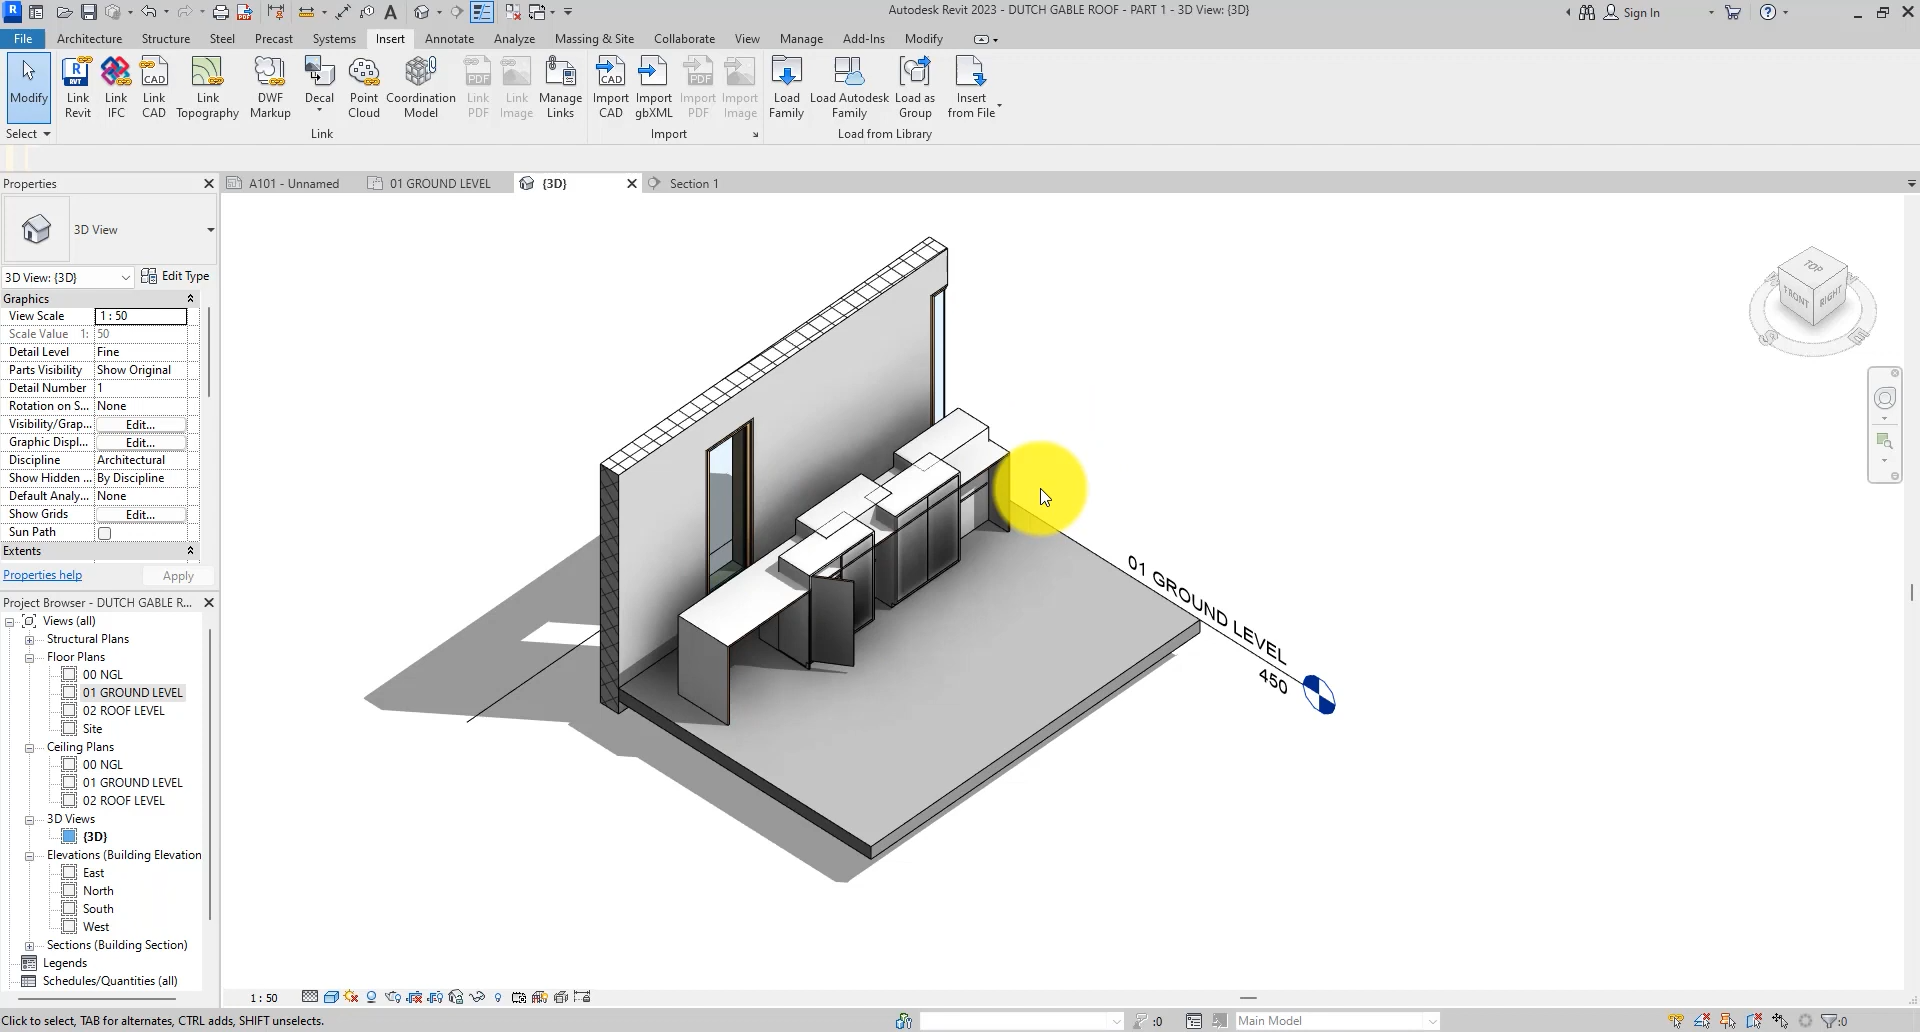 Autodesk Revit 2023 - DUTCH GABLE ROOF - PART 1 - 3D View: {3D}
Sign In
File Architecture Structure Steel Precast Systems Insert Annotate Analyze Massing & Site Collaborate View Manage Add-Ins Modify
Modify
Link Revit
Link IFC
Link CAD
Link Topography
DWF Markup
Decal
Point Cloud
Coordination Model
Link PDF
Link Image
Manage Links
Import CAD
Import gbXML
Import PDF
Import Image
Load Family
Load Autodesk Family
Load as Group
Insert from File
Select
Link
Import
Load from Library
Properties
A101 - Unnamed
01 GROUND LEVEL
{3D}
Section 1
3D View
3D View: {3D}
Edit Type
Graphics
View Scale 1 : 50
Scale Value 1: 50
Detail Level Fine
Parts Visibility Show Original
Detail Number 1
Rotation on S... None
Visibility/Grap... Edit...
Graphic Displ... Edit...
Discipline Architectural
Show Hidden ... By Discipline
Default Analy... None
Show Grids Edit...
Sun Path
Extents
Properties help
Apply
Project Browser - DUTCH GABLE R...
Views (all)
Structural Plans
Floor Plans
00 NGL
01 GROUND LEVEL
02 ROOF LEVEL
Site
Ceiling Plans
00 NGL
01 GROUND LEVEL
02 ROOF LEVEL
3D Views
{3D}
Elevations (Building Elevation
East
North
South
West
Sections (Building Section)
Legends
Schedules/Quantities (all)
01 GROUND LEVEL
450
TOP
FRONT
RIGHT
1 : 50
Click to select, TAB for alternates, CTRL adds, SHIFT unselects.
:0
Main Model
:0